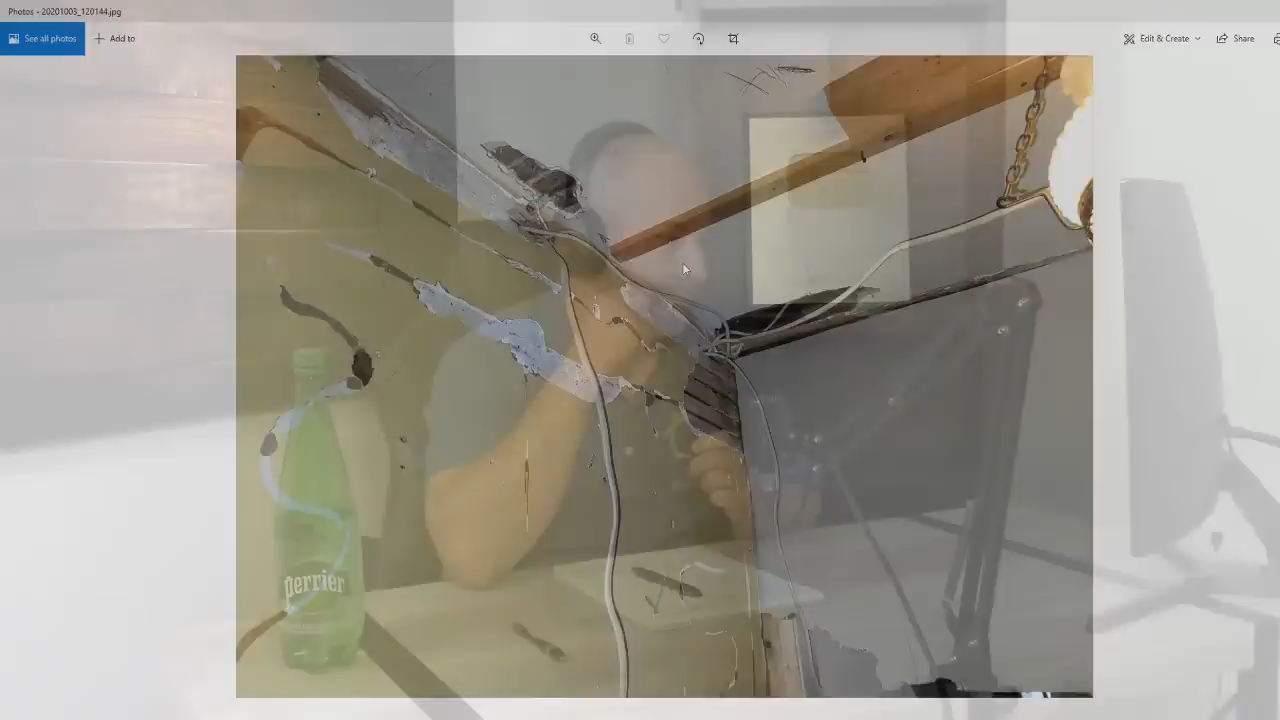 Photos - 20201003_120144.jpg
See all photos
Add to
Edit & Create
Share
perrier